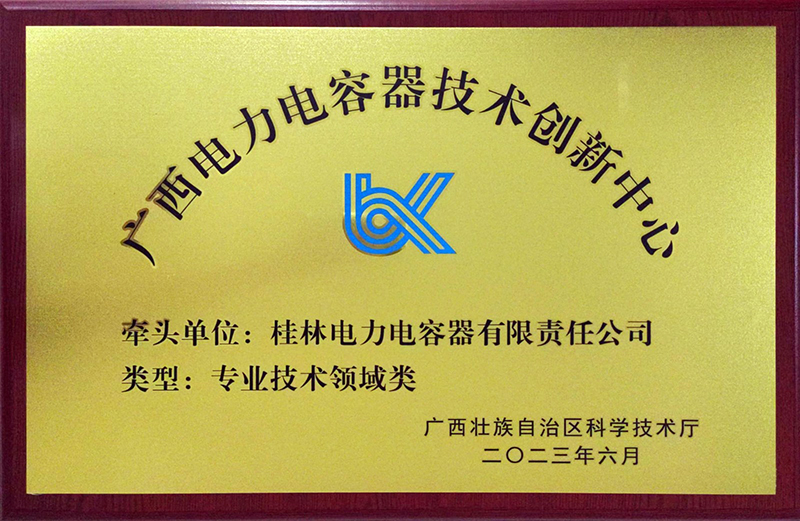 广西电力电容器技术创新中心
牵头单位：桂林电力电容器有限责任公司
类型：专业技术领域类
广西壮族自治区科学技术厅
二〇二三年六月